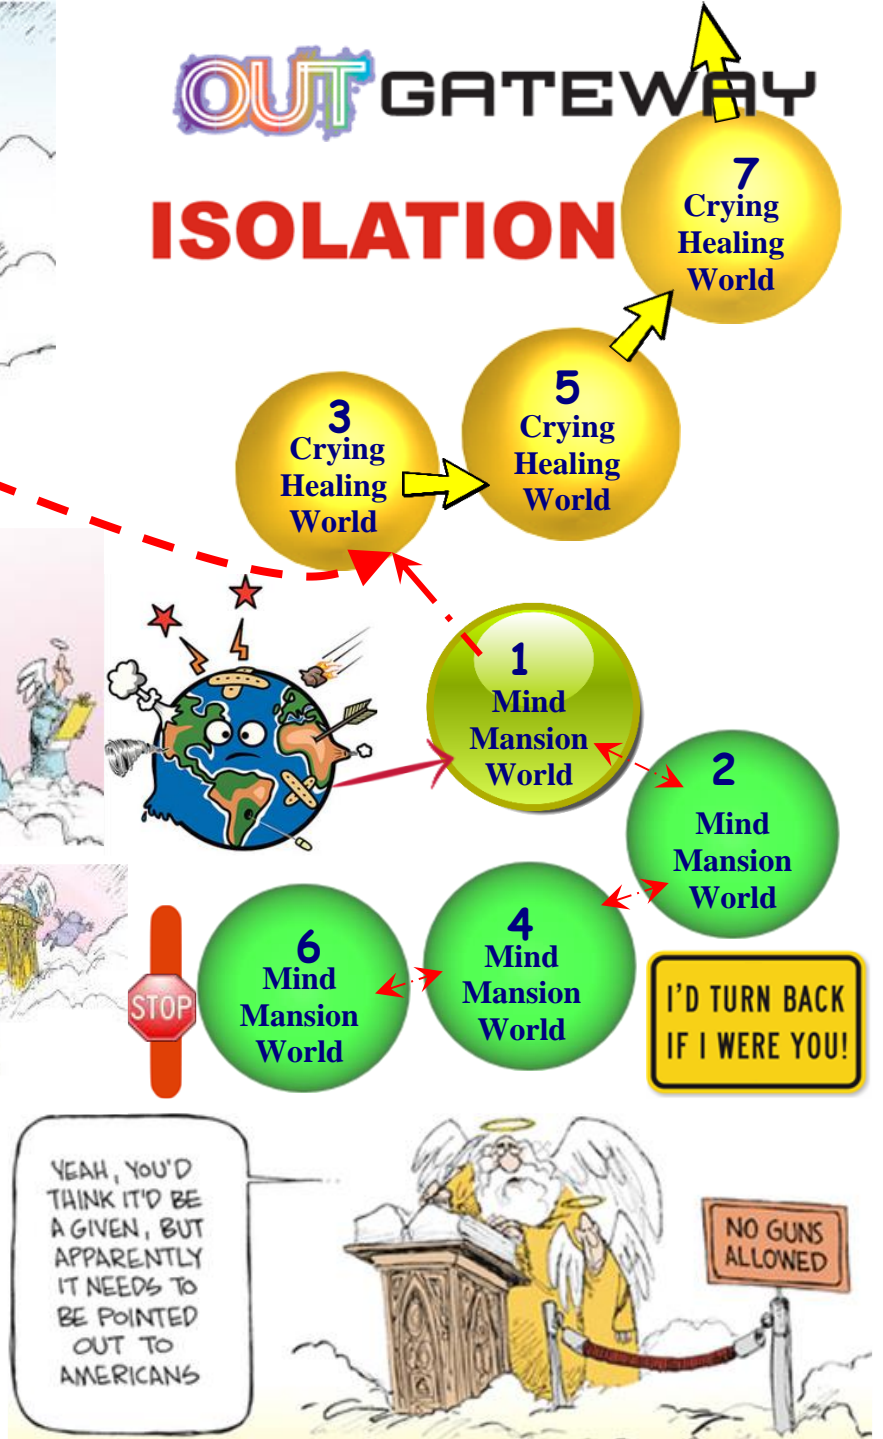 OUT GATEWAY
ISOLATION
7
Crying
Healing
World
5
Crying
Healing
World
3
Crying
Healing
World
1
Mind
Mansion
World
2
Mind
Mansion
World
4
Mind
Mansion
World
6
Mind
Mansion
World
STOP
I'D TURN BACK
IF I WERE YOU!
YEAH, YOU'D
THINK IT'D BE
A GIVEN, BUT
APPARENTLY
IT NEEDS TO
BE POINTED
OUT TO
AMERICANS
NO GUNS
ALLOWED